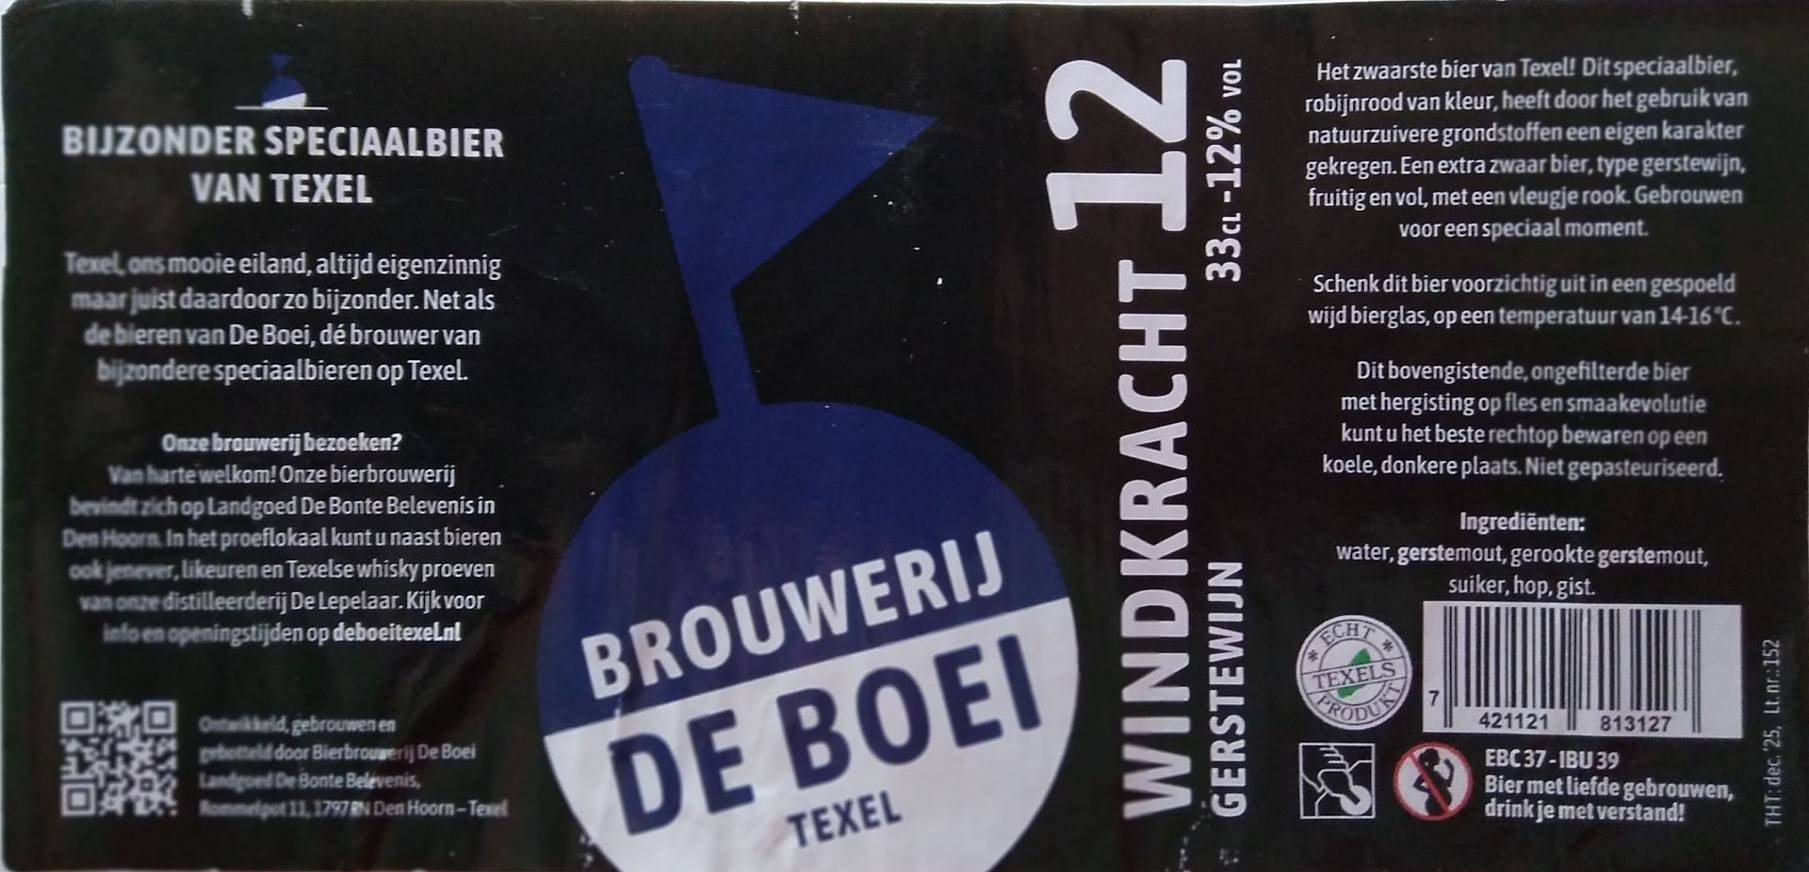 BIJZONDER SPECIAALBIER
VAN TEXEL
Texel, ons mooie eiland, altijd eigenzinnig
maar juist daardoor zo bijzonder. Net als
de bieren van De Boei, dé brouwer van
bijzondere speciaalbieren op Texel.
Onze brouwerij bezoeken?
Van harte welkom! Onze bierbrouwerij
bevindt zich op Landgoed De Bonte Belevenis in
Den Hoorn. In het proeflokaal kunt u naast bieren
ook jenever, likeuren en Texelse whisky proeven
van onze distilleerderij De Lepelaar. Kijk voor
info en openingstijden op deboeitexel.nl
Ontwikkeld, gebrouwen en
gebotteld door Bierbrouwerij De Boei
Landgoed De Bonte Belevenis,
Rommelpot 11, 1797 RN Den Hoorn – Texel
BROUWERIJ
DE BOEI
TEXEL
WINDKRACHT 12
GERSTEWIJN 33CL - 12% VOL
Het zwaarste bier van Texel! Dit speciaalbier,
robijnrood van kleur, heeft door het gebruik van
natuurzuivere grondstoffen een eigen karakter
gekregen. Een extra zwaar bier, type gerstewijn,
fruitig en vol, met een vleugje rook. Gebrouwen
voor een speciaal moment.
Schenk dit bier voorzichtig uit in een gespoeld
wijd bierglas, op een temperatuur van 14-16 °C.
Dit bovengistende, ongefilterde bier
met hergisting op fles en smaakevolutie
kunt u het beste rechtop bewaren op een
koele, donkere plaats. Niet gepasteuriseerd.
Ingrediënten:
water, gerstemout, gerookte gerstemout,
suiker, hop, gist.
* ECHT *
TEXELS
PRODUKT
7 421121 813127
EBC 37 - IBU 39
Bier met liefde gebrouwen,
drink je met verstand!
THT: dec. '25, Lt. nr.: 152